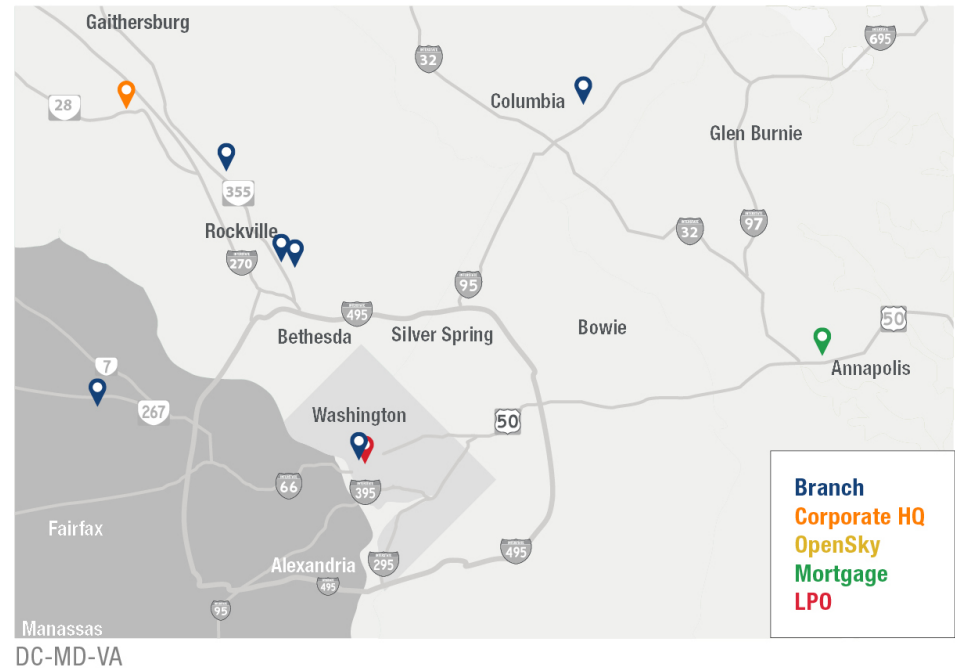 Gaithersburg
695
32
28
Columbia
Glen Burnie
355
Rockville
97
32
270
95
495
50
Bethesda
Silver Spring
Bowie
7
Annapolis
267
Washington
50
66
395
Branch
Corporate HQ
OpenSky
Mortgage
LPO
Fairfax
495
Alexandria
295
495
95
Manassas
DC-MD-VA